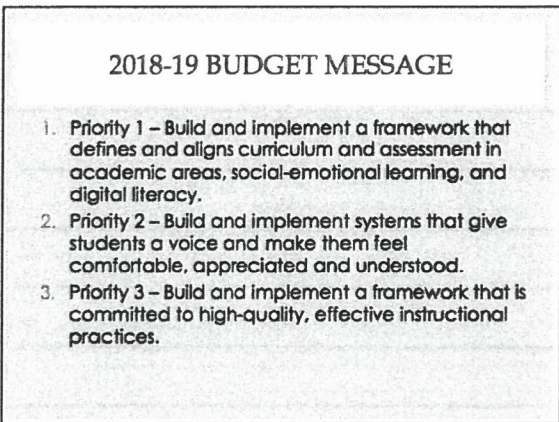 2018-19 BUDGET MESSAGE
1. Priority 1 – Build and implement a framework that
defines and aligns curriculum and assessment in
academic areas, social-emotional learning, and
digital literacy.
2. Priority 2 – Build and implement systems that give
students a voice and make them feel
comfortable, appreciated and understood.
3. Priority 3 – Build and implement a framework that is
committed to high-quality, effective instructional
practices.